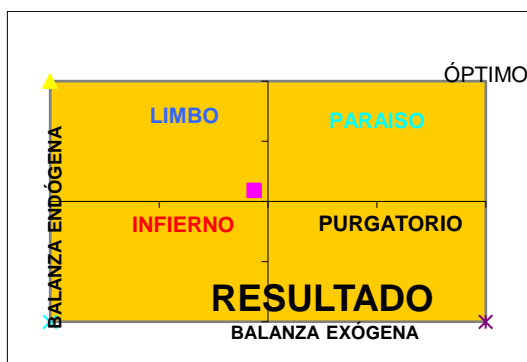 ÓPTIMO
LIMBO
PARAISO
BALANZA ENDÓGENA
INFIERNO
PURGATORIO
RESULTADO
BALANZA EXÓGENA